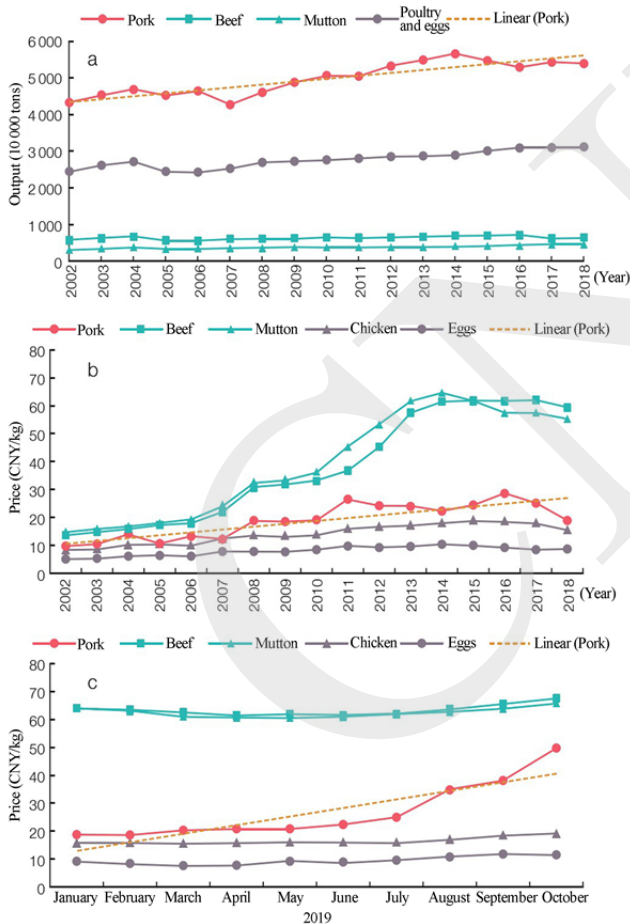 Pork Beef Mutton Poultry and eggs Linear (Pork)
a
6 000
5 000
4 000
3 000
2 000
1 000
0
Output (10 000 tons)
2002 2003 2004 2005 2006 2007 2008 2009 2010 2011 2012 2013 2014 2015 2016 2017 2018 (Year)
Pork Beef Mutton Chicken Eggs Linear (Pork)
b
80
70
60
50
40
30
20
10
0
Price (CNY/kg)
2002 2003 2004 2005 2006 2007 2008 2009 2010 2011 2012 2013 2014 2015 2016 2017 2018 (Year)
Pork Beef Mutton Chicken Eggs Linear (Pork)
c
80
70
60
50
40
30
20
10
0
Price (CNY/kg)
January February March April May June July August September October
2019